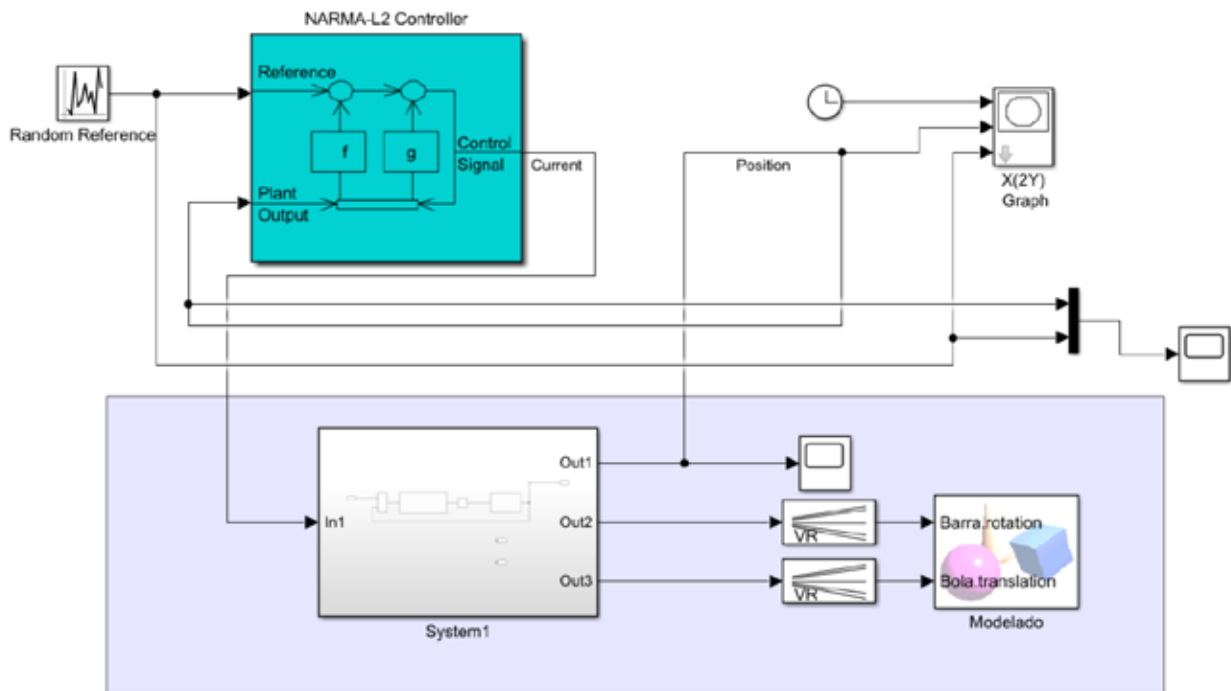 NARMA-L2 Controller
Reference
Random Reference
f
g
Control
Signal
Current
Plant
Output
Position
X(2Y)
Graph
In1
Out1
Out2
Out3
System1
VR
VR
Barra.rotation
Bola.translation
Modelado